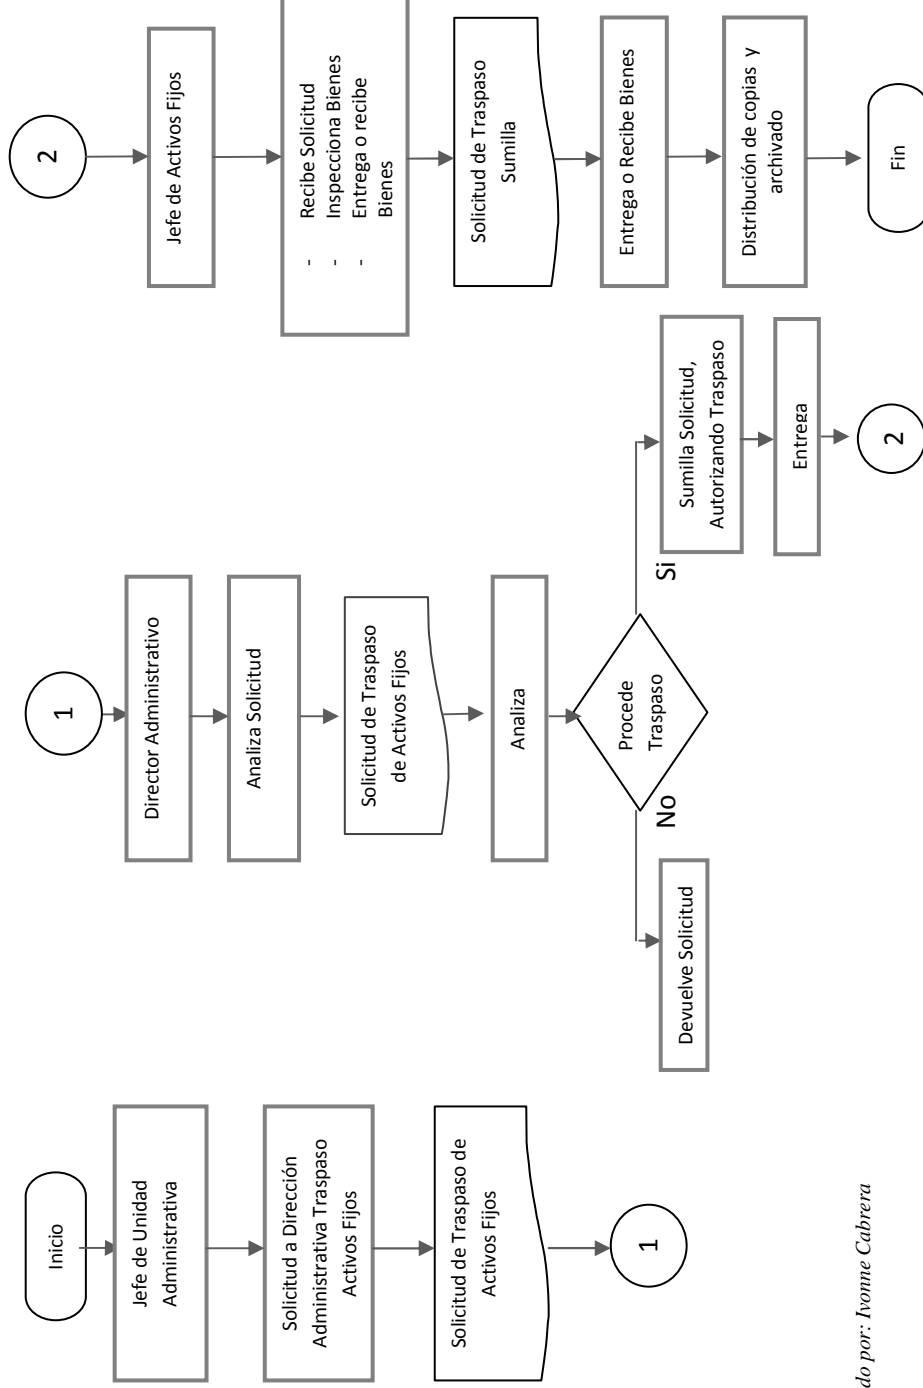 Inicio
Jefe de Unidad
Administrativa
Solicitud a Dirección
Administrativa Traspaso
Activos Fijos
Solicitud de Traspaso de
Activos Fijos
1
1
Director Administrativo
Analiza Solicitud
Solicitud de Traspaso
de Activos Fijos
Analiza
Procede
Traspaso
No
Si
Devuelve Solicitud
Sumilla Solicitud,
Autorizando Traspaso
Entrega
2
2
Jefe de Activos Fijos
- Recibe Solicitud
- Inspecciona Bienes
- Entrega o recibe
Bienes
Solicitud de Traspaso
Sumilla
Entrega o Recibe Bienes
Distribución de copias y
archivado
Fin
do por: Ivonne Cabrera